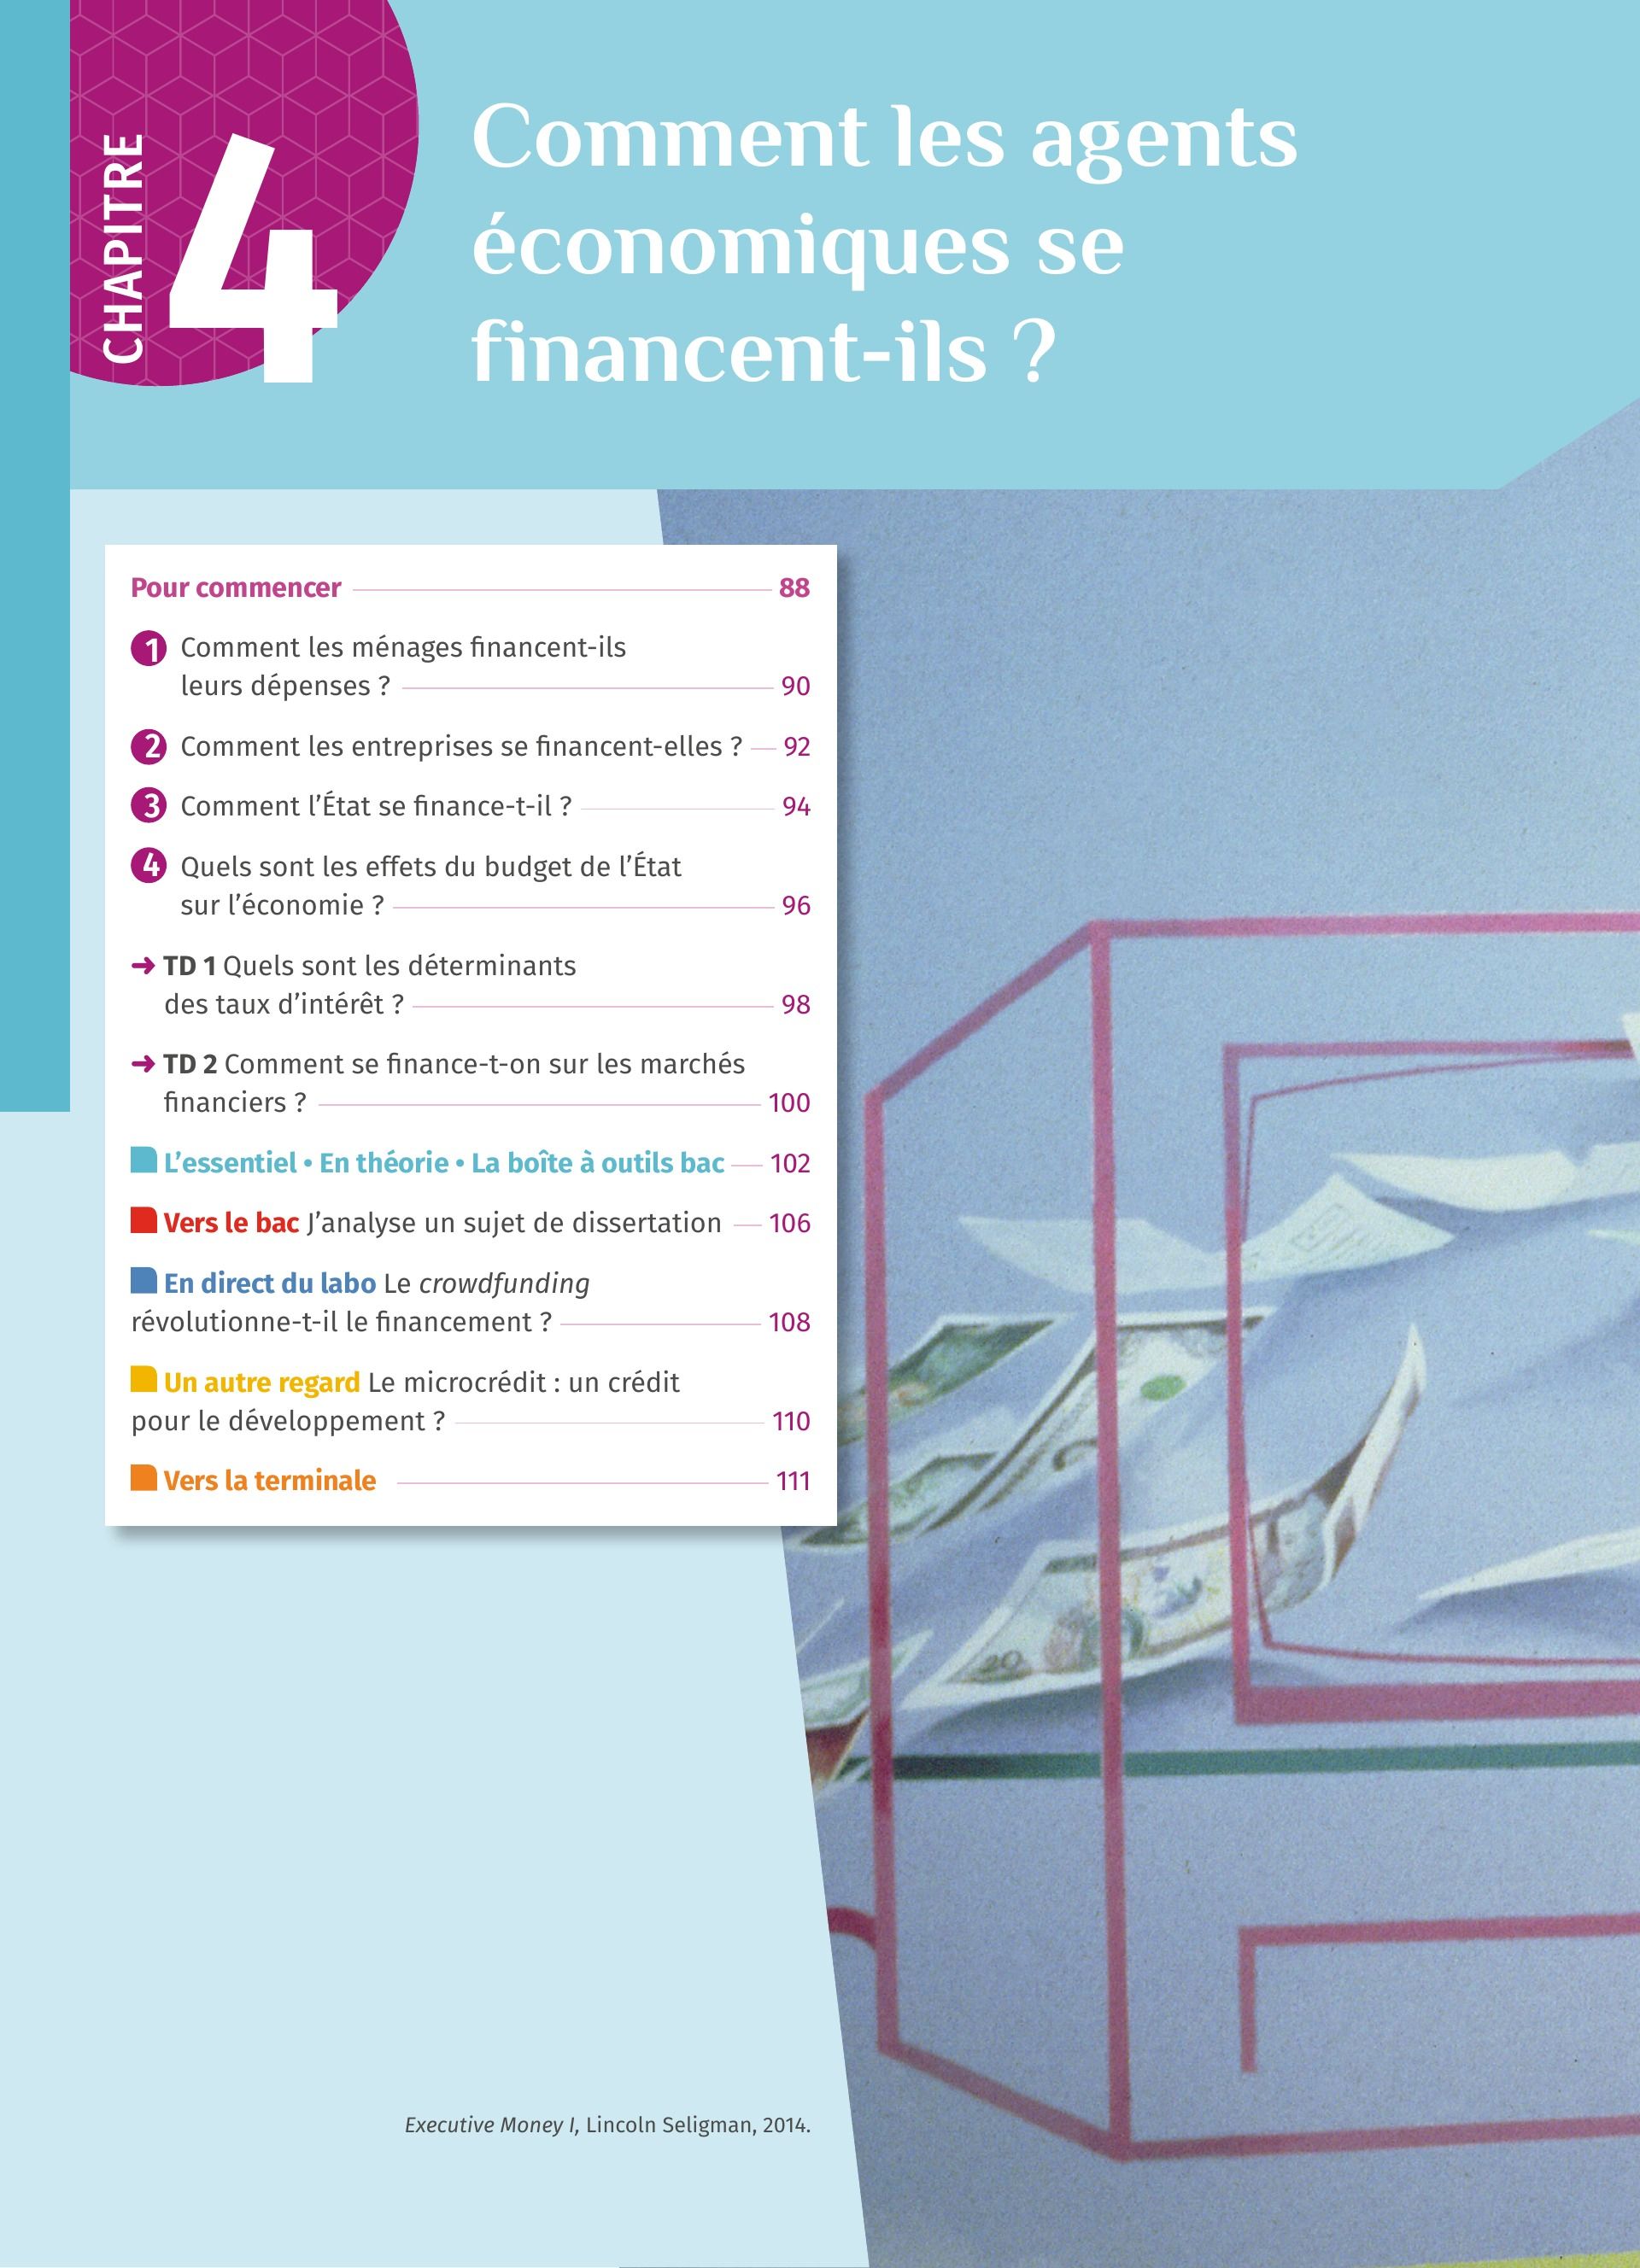 CHAPITRE
4
Comment les agents
économiques se
financent-ils ?
Pour commencer 88
1 Comment les ménages financent-ils
leurs dépenses ? 90
2 Comment les entreprises se financent-elles ? 92
3 Comment l’État se finance-t-il ? 94
4 Quels sont les effets du budget de l’État
sur l’économie ? 96
➜ TD 1 Quels sont les déterminants
des taux d’intérêt ? 98
➜ TD 2 Comment se finance-t-on sur les marchés
financiers ? 100
L’essentiel • En théorie • La boîte à outils bac 102
Vers le bac J’analyse un sujet de dissertation 106
En direct du labo Le crowdfunding
révolutionne-t-il le financement ? 108
Un autre regard Le microcrédit : un crédit
pour le développement ? 110
Vers la terminale 111
20
Executive Money I, Lincoln Seligman, 2014.